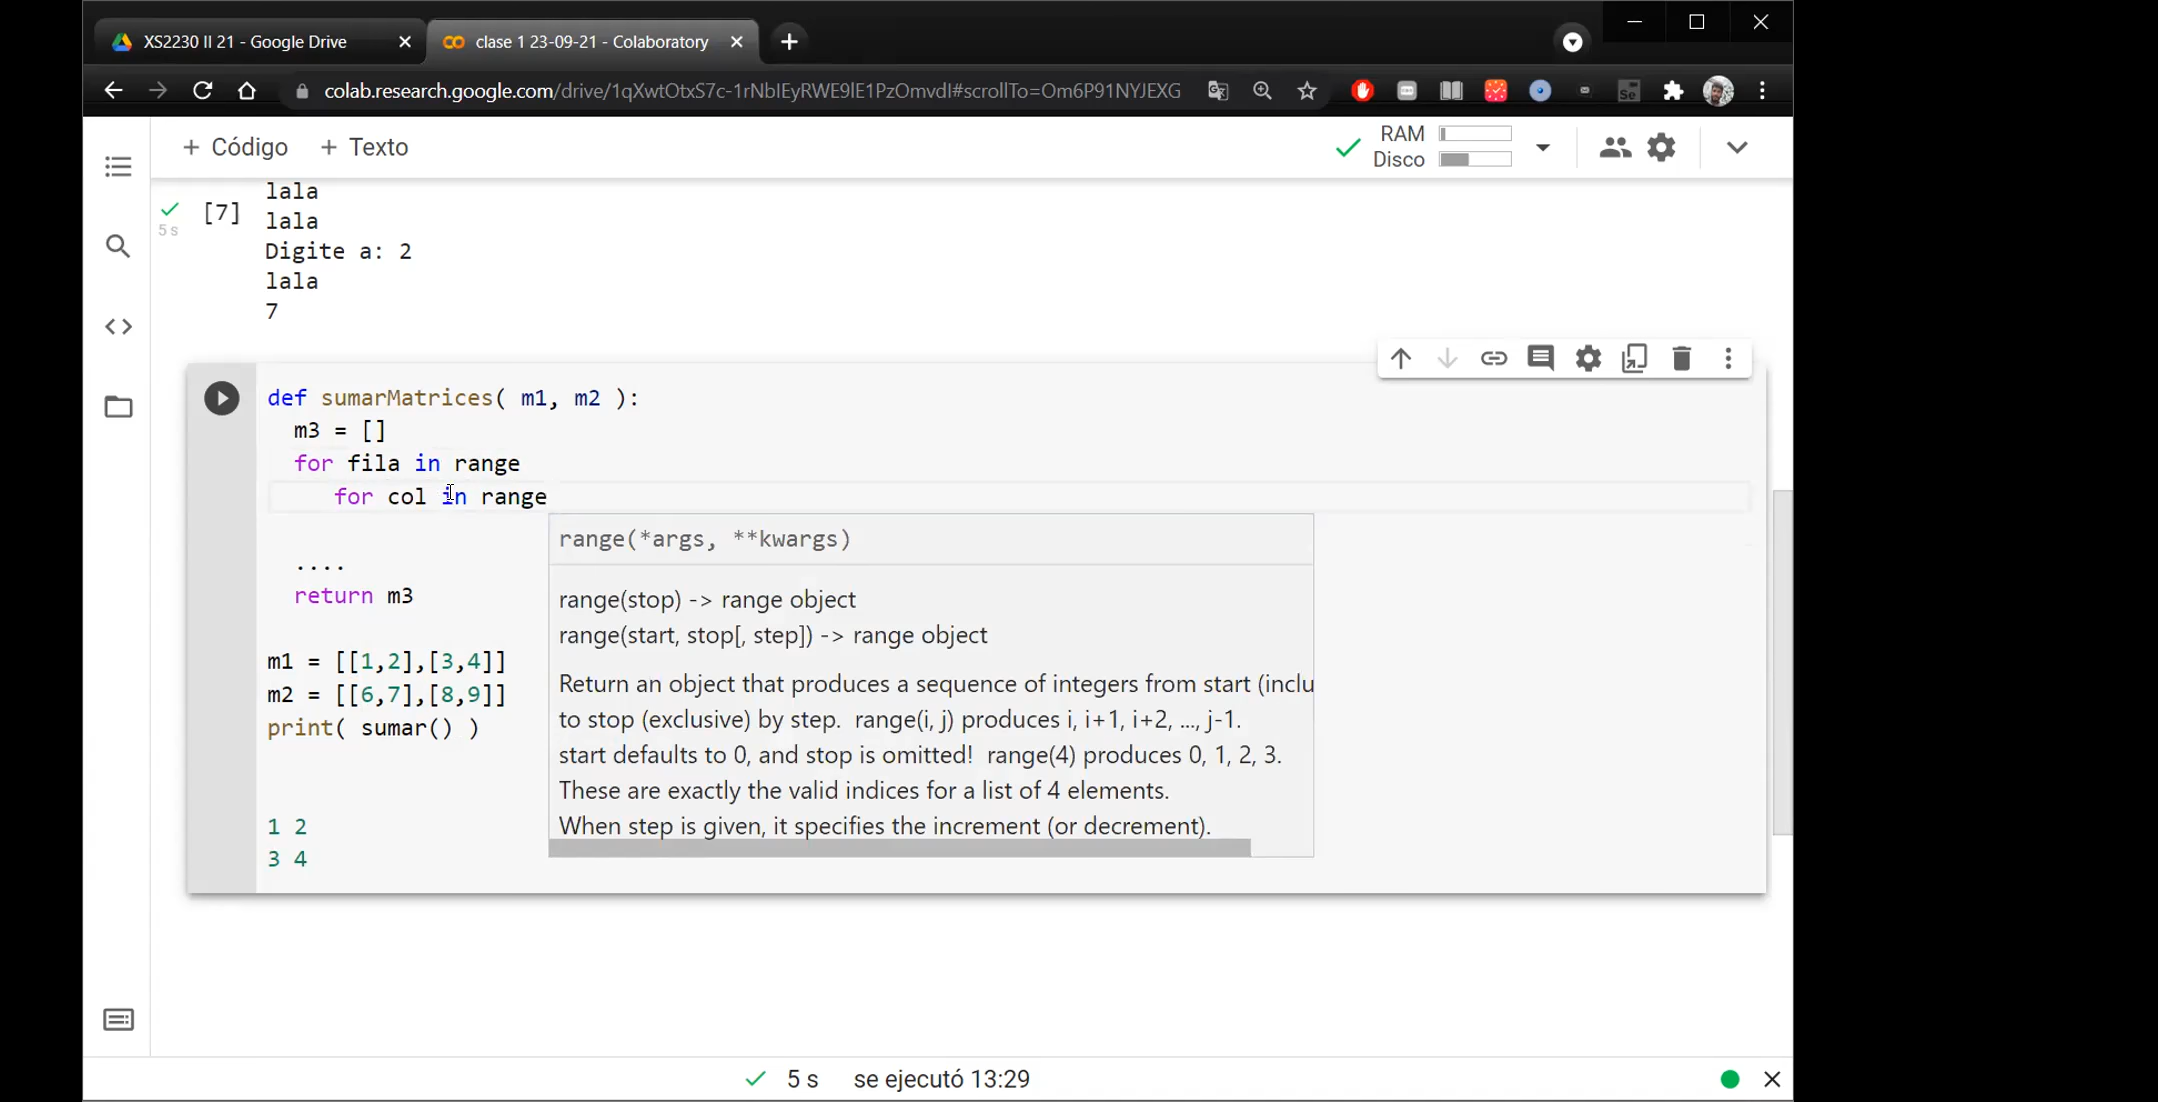 XS2230 II 21 - Google Drive
clase 1 23-09-21 - Colaboratory
colab.research.google.com/drive/1qXwtOtxS7c-1rNbIEyRWE9lE1PzOmvdI#scrollTo=Om6P91NYJEXG
+ Código + Texto
RAM
Disco
lala
[7]
5 s
lala
Digite a: 2
lala
7
def sumarMatrices( m1, m2 ):
m3 = []
for fila in range
for col in range
range(*args, **kwargs)
....
range(stop) -> range object
return m3
range(start, stop[, step]) -> range object
m1 = [[1,2],[3,4]]
Return an object that produces a sequence of integers from start (inclu
m2 = [[6,7],[8,9]]
to stop (exclusive) by step. range(i, j) produces i, i+1, i+2, ..., j-1.
print( sumar() )
start defaults to 0, and stop is omitted! range(4) produces 0, 1, 2, 3.
These are exactly the valid indices for a list of 4 elements.
When step is given, it specifies the increment (or decrement).
1 2
3 4
5 s se ejecutó 13:29